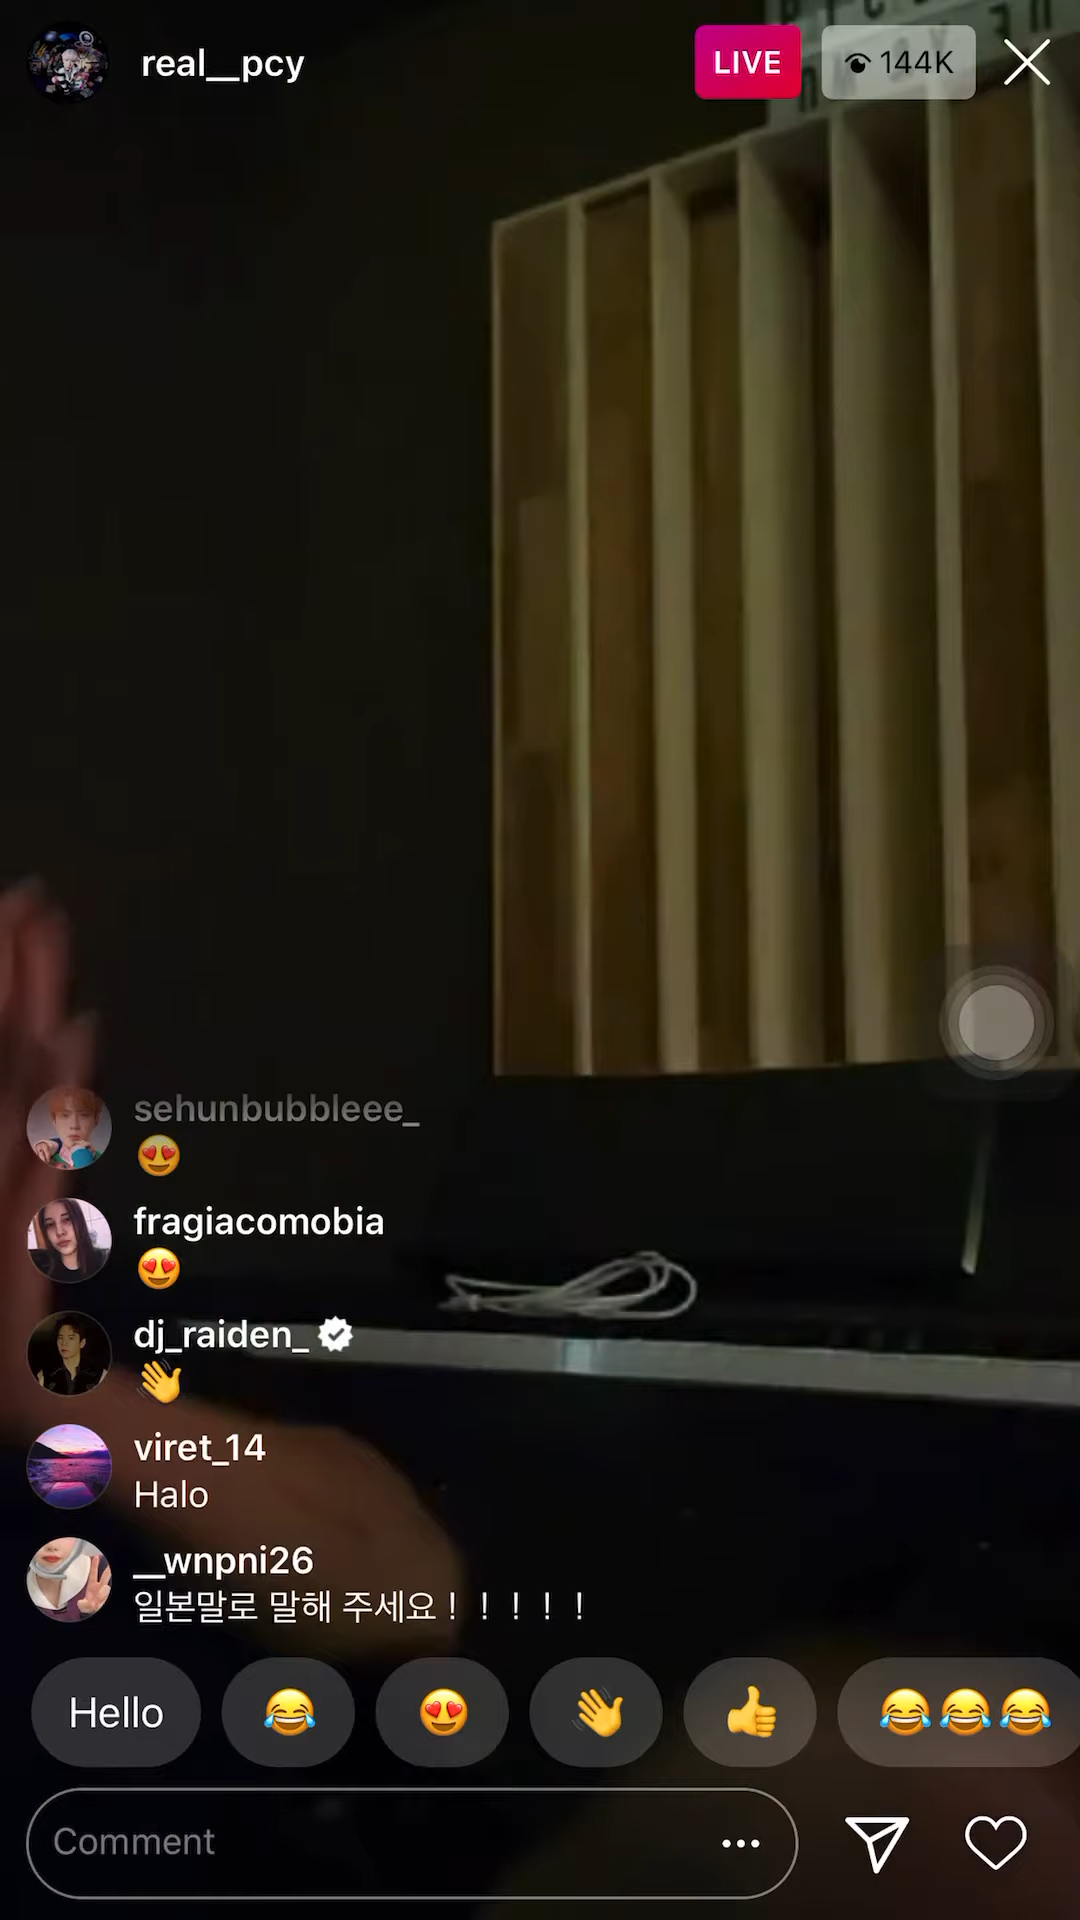 real__pcy
LIVE
144K
sehunbubbleee_
😍
fragiacomobia
😍
dj_raiden_
👋
viret_14
Halo
__wnpni26
일본말로 말해 주세요！！！！！
Hello
😂
😍
👋
👍
😂😂😂
Comment